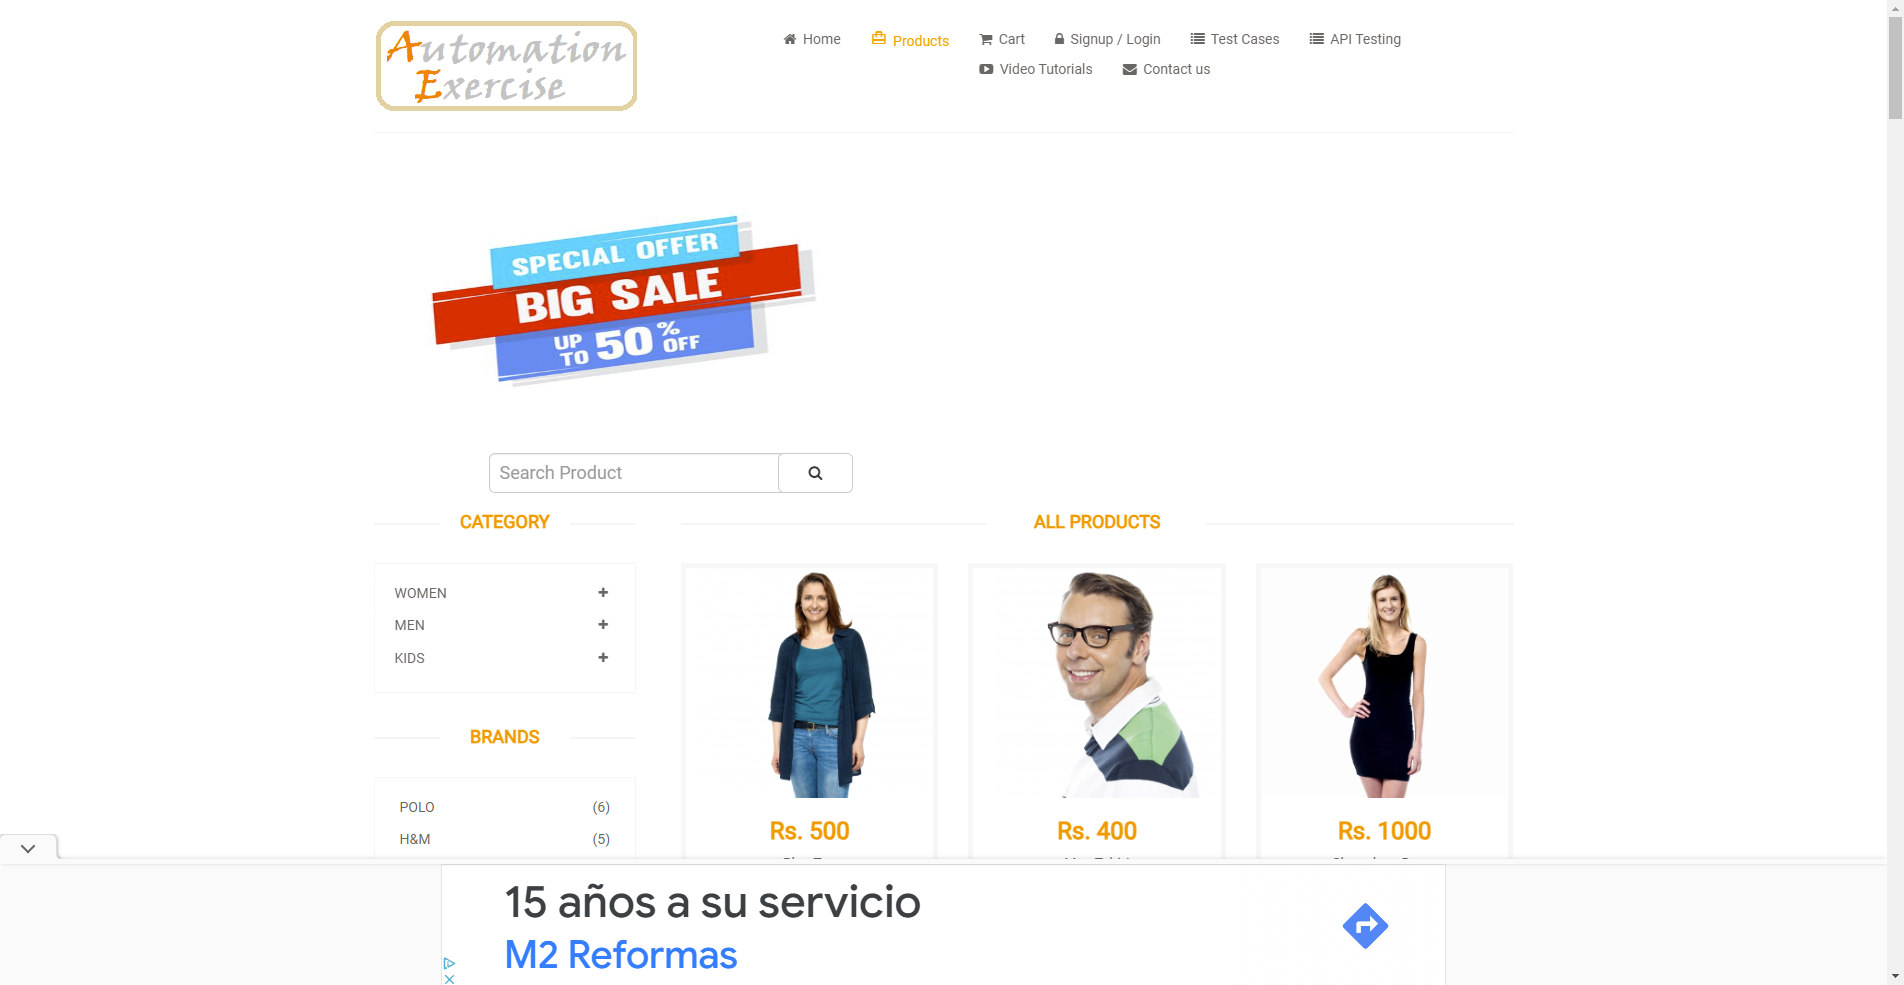 Automation
Exercise
Home
Products
Cart
Signup / Login
Test Cases
API Testing
Video Tutorials
Contact us
SPECIAL OFFER
BIG SALE
UP TO 50% OFF
Search Product
CATEGORY
ALL PRODUCTS
WOMEN
MEN
KIDS
BRANDS
POLO (6)
H&M (5)
Rs. 500
Rs. 400
Rs. 1000
15 años a su servicio
M2 Reformas